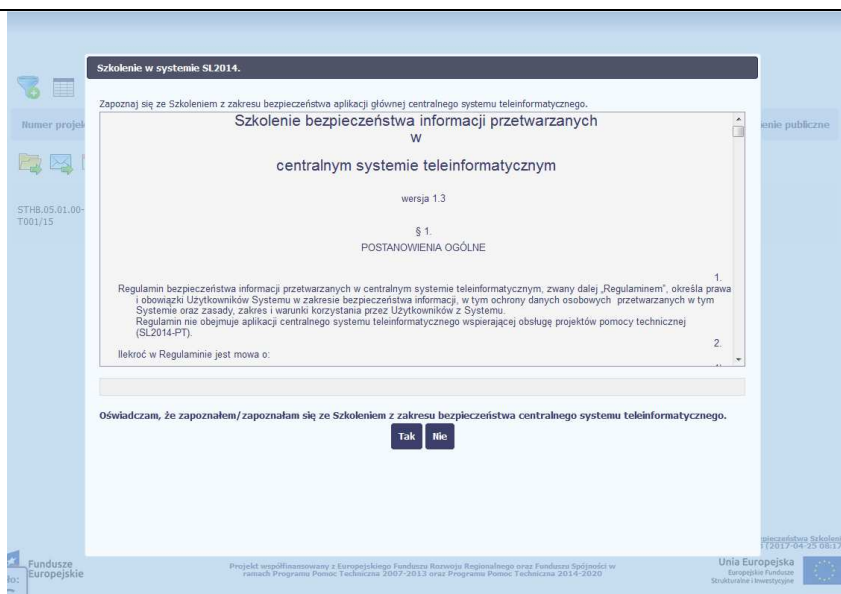 Szkolenie w systemie SL2014.
Zapoznaj się ze Szkoleniem z zakresu bezpieczeństwa aplikacji głównej centralnego systemu teleinformatycznego.
Numer projek
enie publiczne
Szkolenie bezpieczeństwa informacji przetwarzanych
w
centralnym systemie teleinformatycznym
wersja 1.3
STHB.05.01.00-
T001/15
§ 1.
POSTANOWIENIA OGÓLNE
1.
Regulamin bezpieczeństwa informacji przetwarzanych w centralnym systemie teleinformatycznym, zwany dalej „Regulaminem”, określa prawa
i obowiązki Użytkowników Systemu w zakresie bezpieczeństwa informacji, w tym ochrony danych osobowych przetwarzanych w tym
Systemie oraz zasady, zakres i warunki korzystania przez Użytkowników z Systemu.
Regulamin nie obejmuje aplikacji centralnego systemu teleinformatycznego wspierającej obsługę projektów pomocy technicznej
(SL2014-PT).
2.
Ilekroć w Regulaminie jest mowa o:
Oświadczam, że zapoznałem/zapoznałam się ze Szkoleniem z zakresu bezpieczeństwa centralnego systemu teleinformatycznego.
Tak Nie
Szkoleni
(2017-04-25 08:17
Fundusze
Europejskie
Projekt współfinansowany z Europejskiego Funduszu Rozwoju Regionalnego oraz Funduszu Spójności w
ramach Programu Pomoc Techniczna 2007-2013 oraz Programu Pomoc Techniczna 2014-2020
Unia Europejska
Europejskie Fundusze
Strukturalne i Inwestycyjne